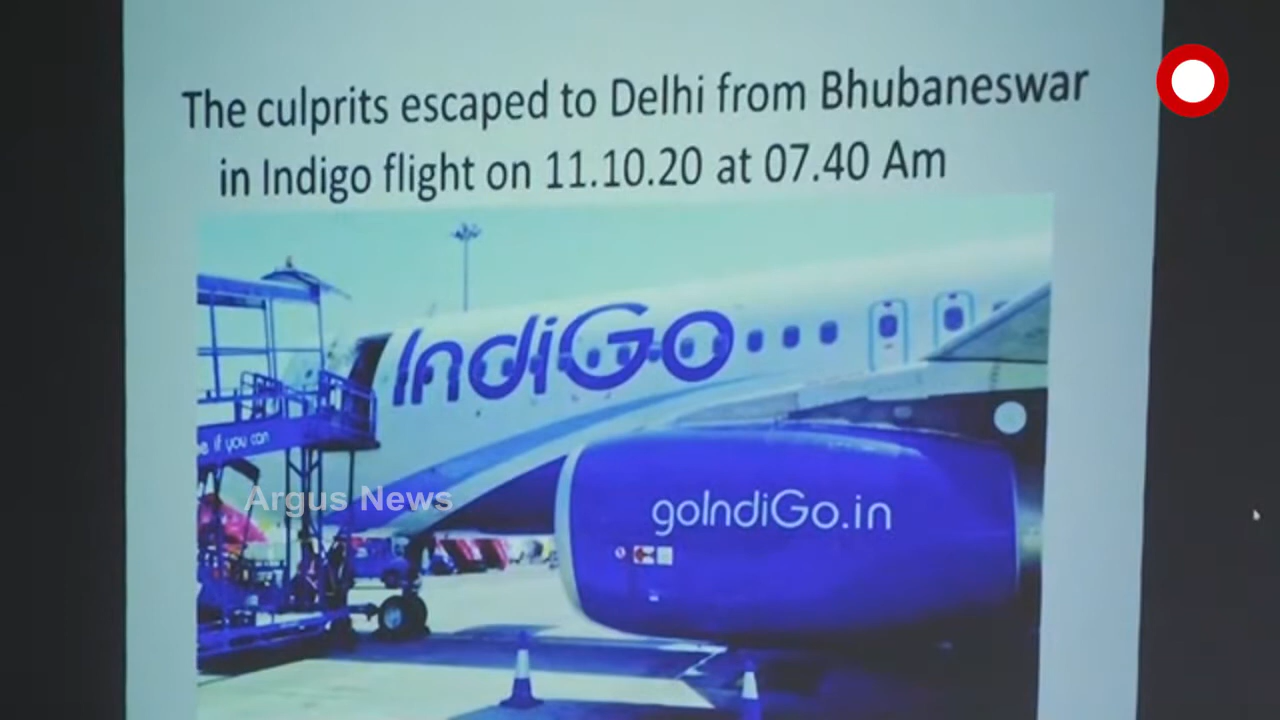 The culprits escaped to Delhi from Bhubaneswar
in Indigo flight on 11.10.20 at 07.40 Am
IndiGo
if you can
Argus News
goIndiGo.in